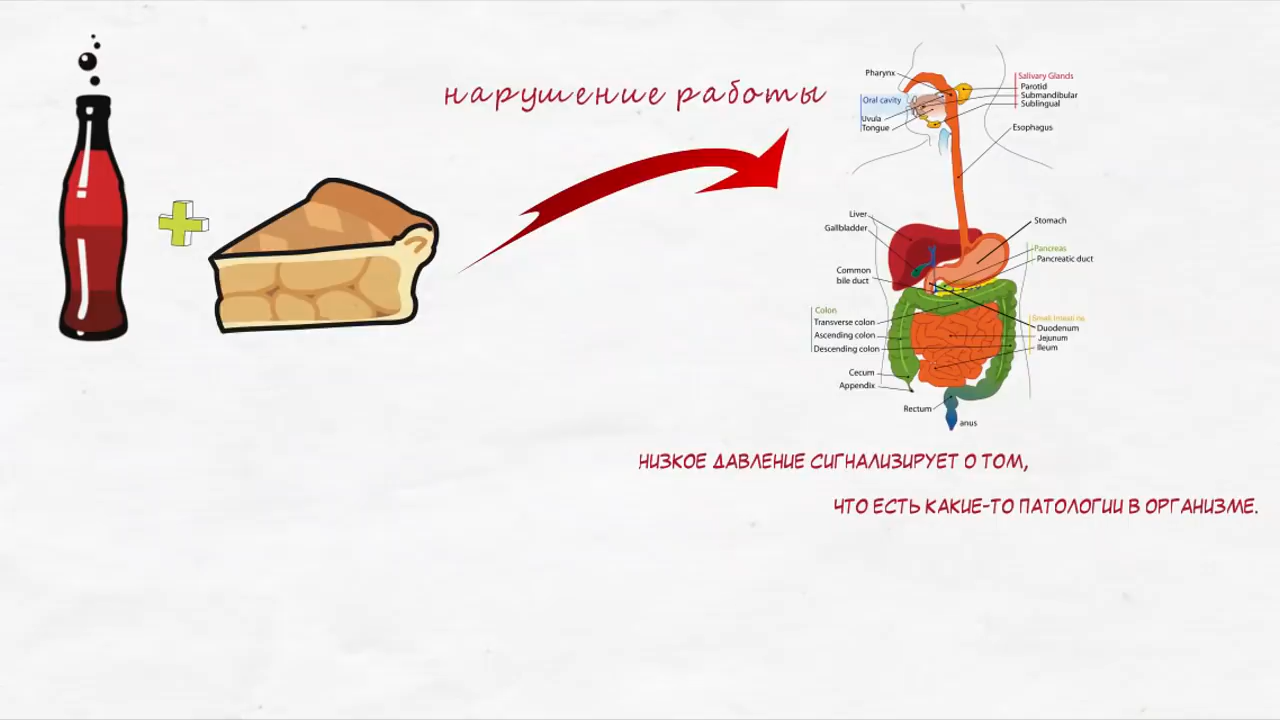 нарушение работы
Pharynx
Salivary Glands
Parotid
Submandibular
Sublingual
Oral cavity
Uvula
Tongue
Esophagus
Liver
Gallbladder
Stomach
Pancreas
Pancreatic duct
Common
bile duct
Colon
Transverse colon
Ascending colon
Descending colon
Duodenum
Jejunum
Ileum
Cecum
Appendix
Rectum
anus
НИЗКОЕ ДАВЛЕНИЕ СИГНАЛИЗИРУЕТ О ТОМ,
ЧТО ЕСТЬ КАКИЕ-ТО ПАТОЛОГИИ В ОРГАНИЗМЕ.